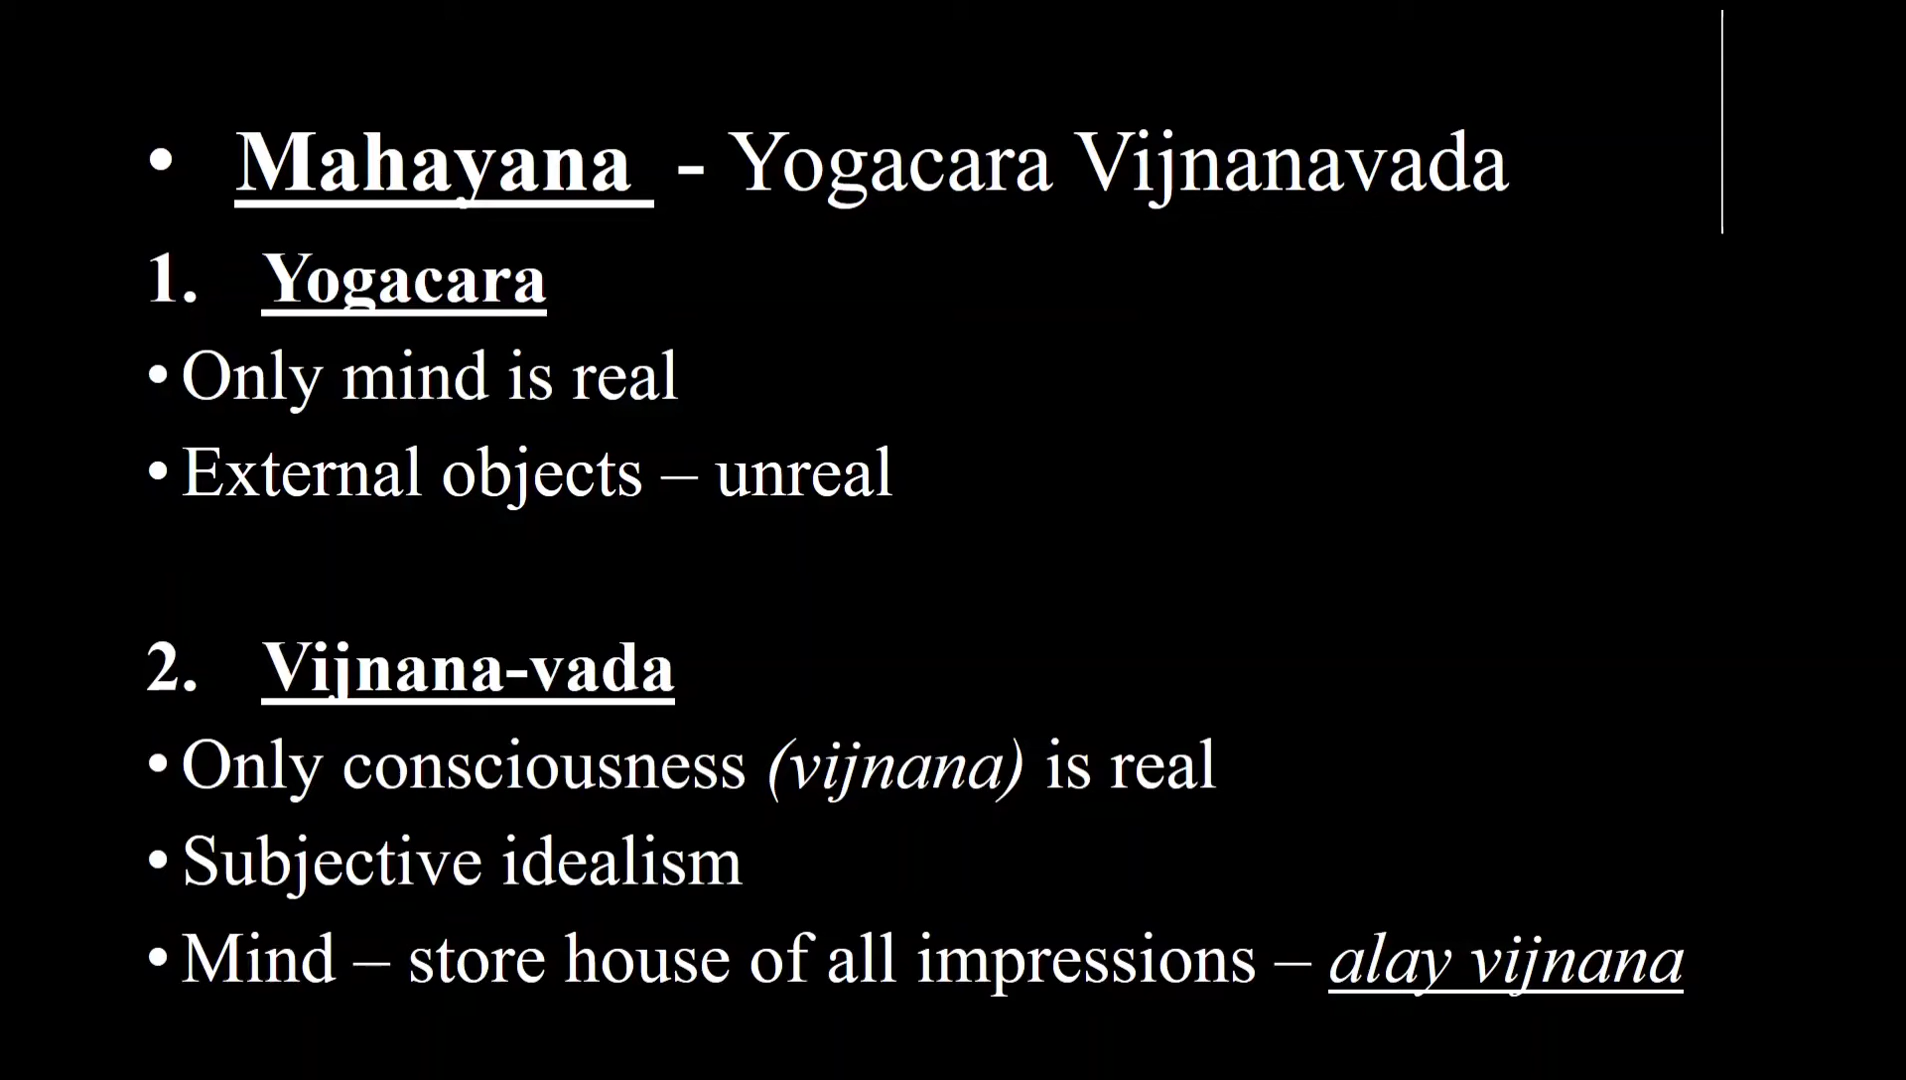 • Mahayana - Yogacara Vijnanavada
1. Yogacara
• Only mind is real
• External objects – unreal
2. Vijnana-vada
• Only consciousness (vijnana) is real
• Subjective idealism
• Mind – store house of all impressions – alay vijnana